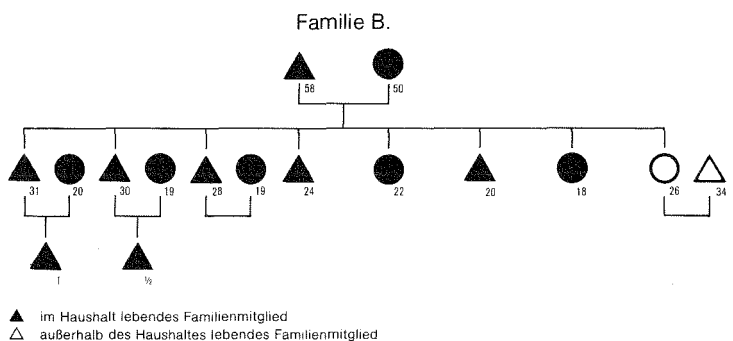 Familie B.
58 50
31 20 30 19 28 19 24 22 20 18 26 34
1 ½
im Haushalt lebendes Familienmitglied
außerhalb des Haushaltes lebendes Familienmitglied